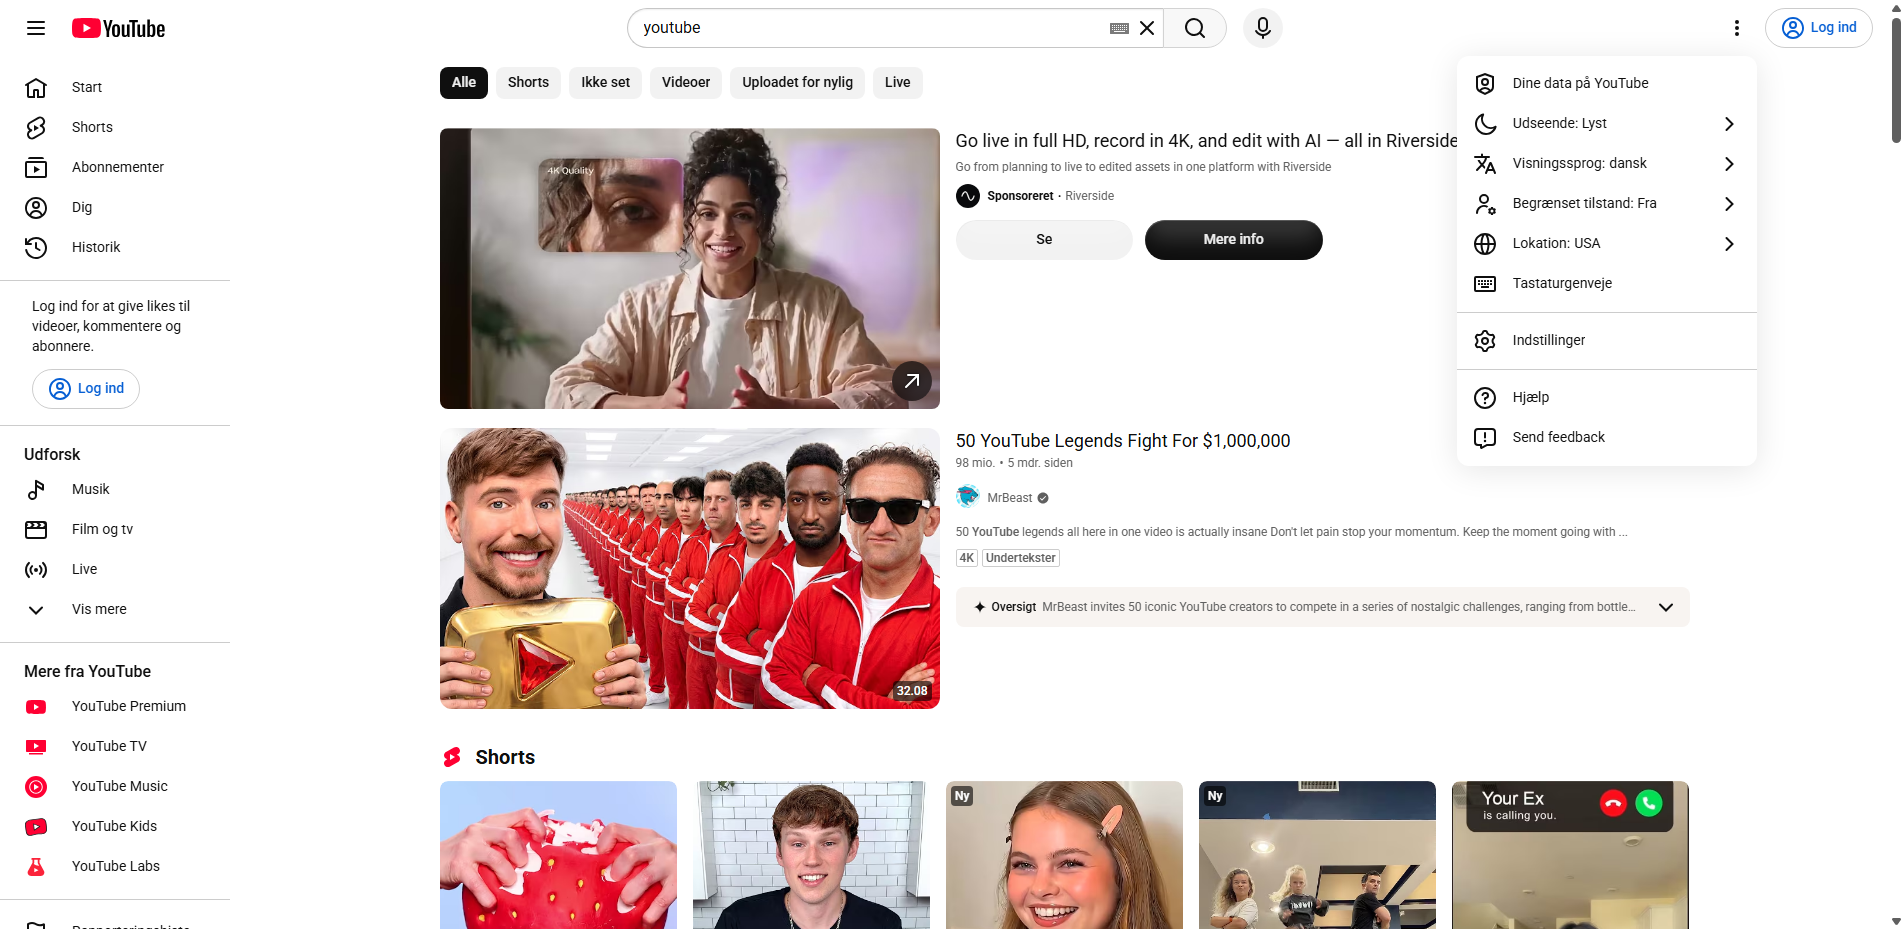 YouTube
youtube
Log ind
Start
Shorts
Abonnementer
Dig
Historik
Log ind for at give likes til
videoer, kommentere og
abonnere.
Log ind
Udforsk
Musik
Film og tv
Live
Vis mere
Mere fra YouTube
YouTube Premium
YouTube TV
YouTube Music
YouTube Kids
YouTube Labs
Alle
Shorts
Ikke set
Videoer
Uploadet for nylig
Live
4K Quality
Go live in full HD, record in 4K, and edit with AI — all in Riverside
Go from planning to live to edited assets in one platform with Riverside
Sponsoreret · Riverside
Se
Mere info
32.08
50 YouTube Legends Fight For $1,000,000
98 mio. • 5 mdr. siden
MrBeast
50 YouTube legends all here in one video is actually insane Don't let pain stop your momentum. Keep the moment going with ...
4K
Undertekster
Oversigt MrBeast invites 50 iconic YouTube creators to compete in a series of nostalgic challenges, ranging from bottle...
Shorts
Ny
Ny
Your Ex
is calling you.
Dine data på YouTube
Udseende: Lyst
Visningssprog: dansk
Begrænset tilstand: Fra
Lokation: USA
Tastaturgenveje
Indstillinger
Hjælp
Send feedback